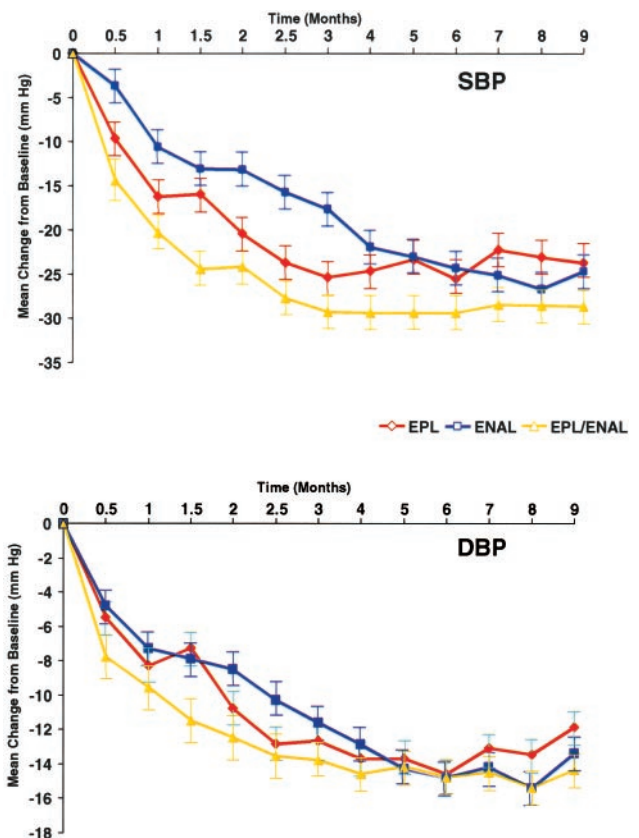 Time (Months)
0 0.5 1 1.5 2 2.5 3 4 5 6 7 8 9
0
-5
-10
-15
-20
-25
-30
-35
Mean Change from Baseline (mm Hg)
SBP
EPL ENAL EPL/ENAL
Time (Months)
0 0.5 1 1.5 2 2.5 3 4 5 6 7 8 9
0
-2
-4
-6
-8
-10
-12
-14
-16
-18
Mean Change from Baseline (mm Hg)
DBP